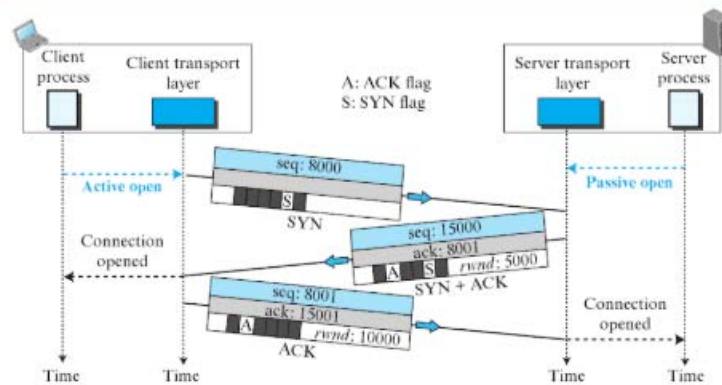 Client
process
Client transport
layer
A: ACK flag
S: SYN flag
Server transport
layer
Server
process
Active open
seq: 8000
S
SYN
Passive open
Connection
opened
seq: 15000
ack: 8001
A S rwnd: 5000
SYN + ACK
seq: 8001
ack: 15001
A rwnd: 10000
ACK
Connection
opened
Time
Time
Time
Time